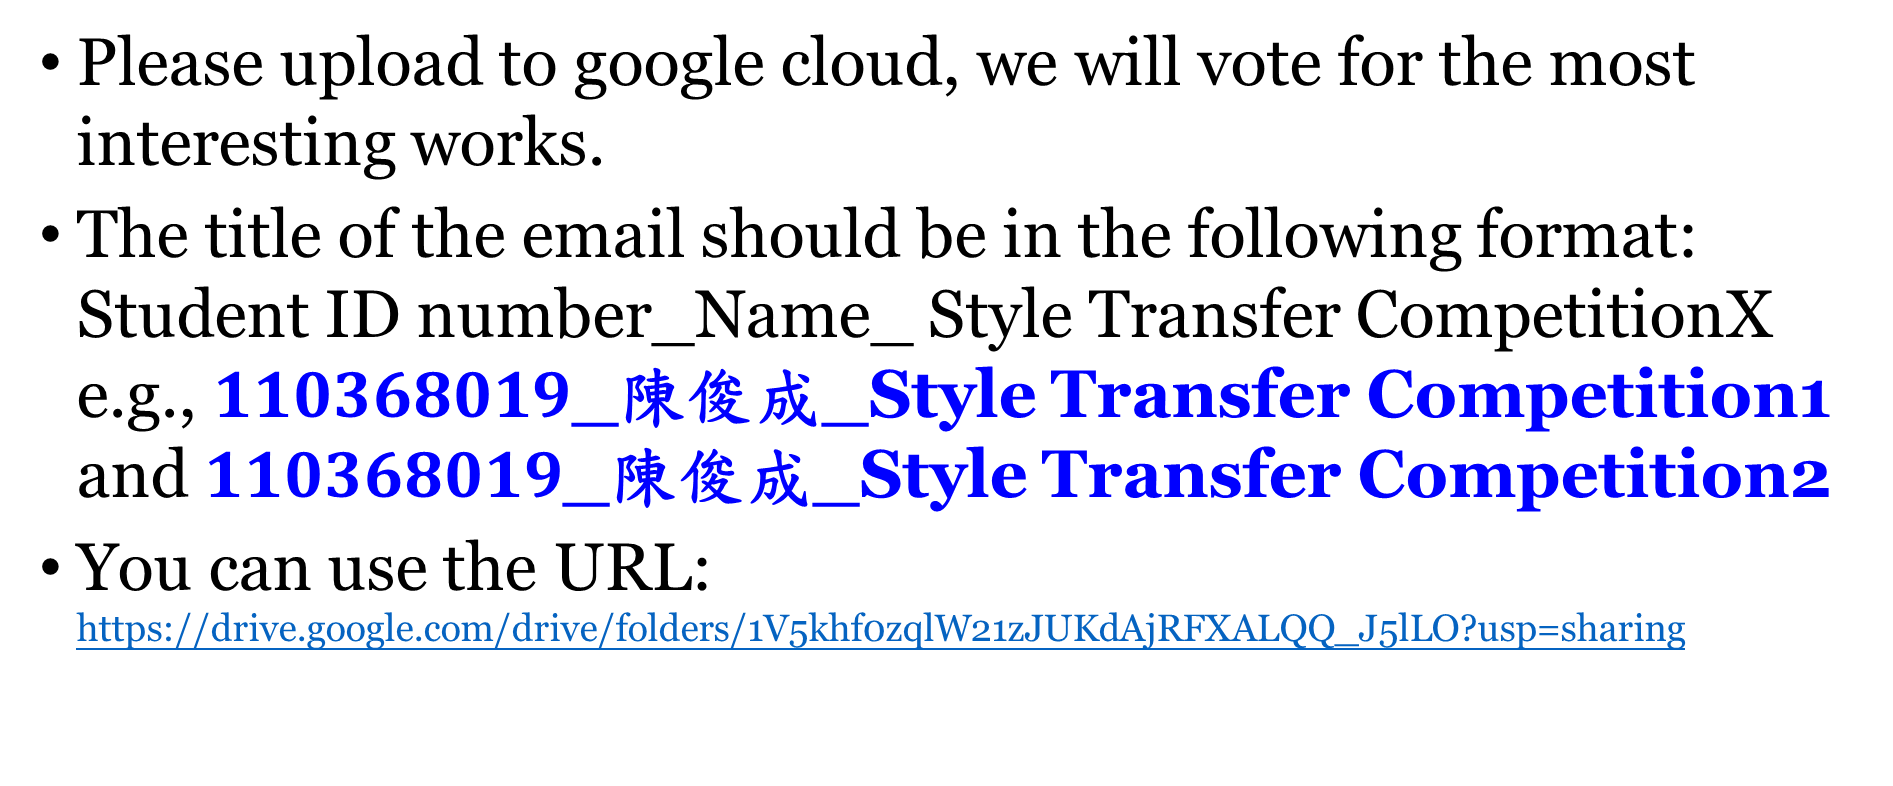 • Please upload to google cloud, we will vote for the most
interesting works.
• The title of the email should be in the following format:
Student ID number_Name_ Style Transfer CompetitionX
e.g., 110368019_陳俊成_Style Transfer Competition1
and 110368019_陳俊成_Style Transfer Competition2
• You can use the URL:
https://drive.google.com/drive/folders/1V5khf0zqlW21zJUKdAjRFXALQQ_J5lLO?usp=sharing